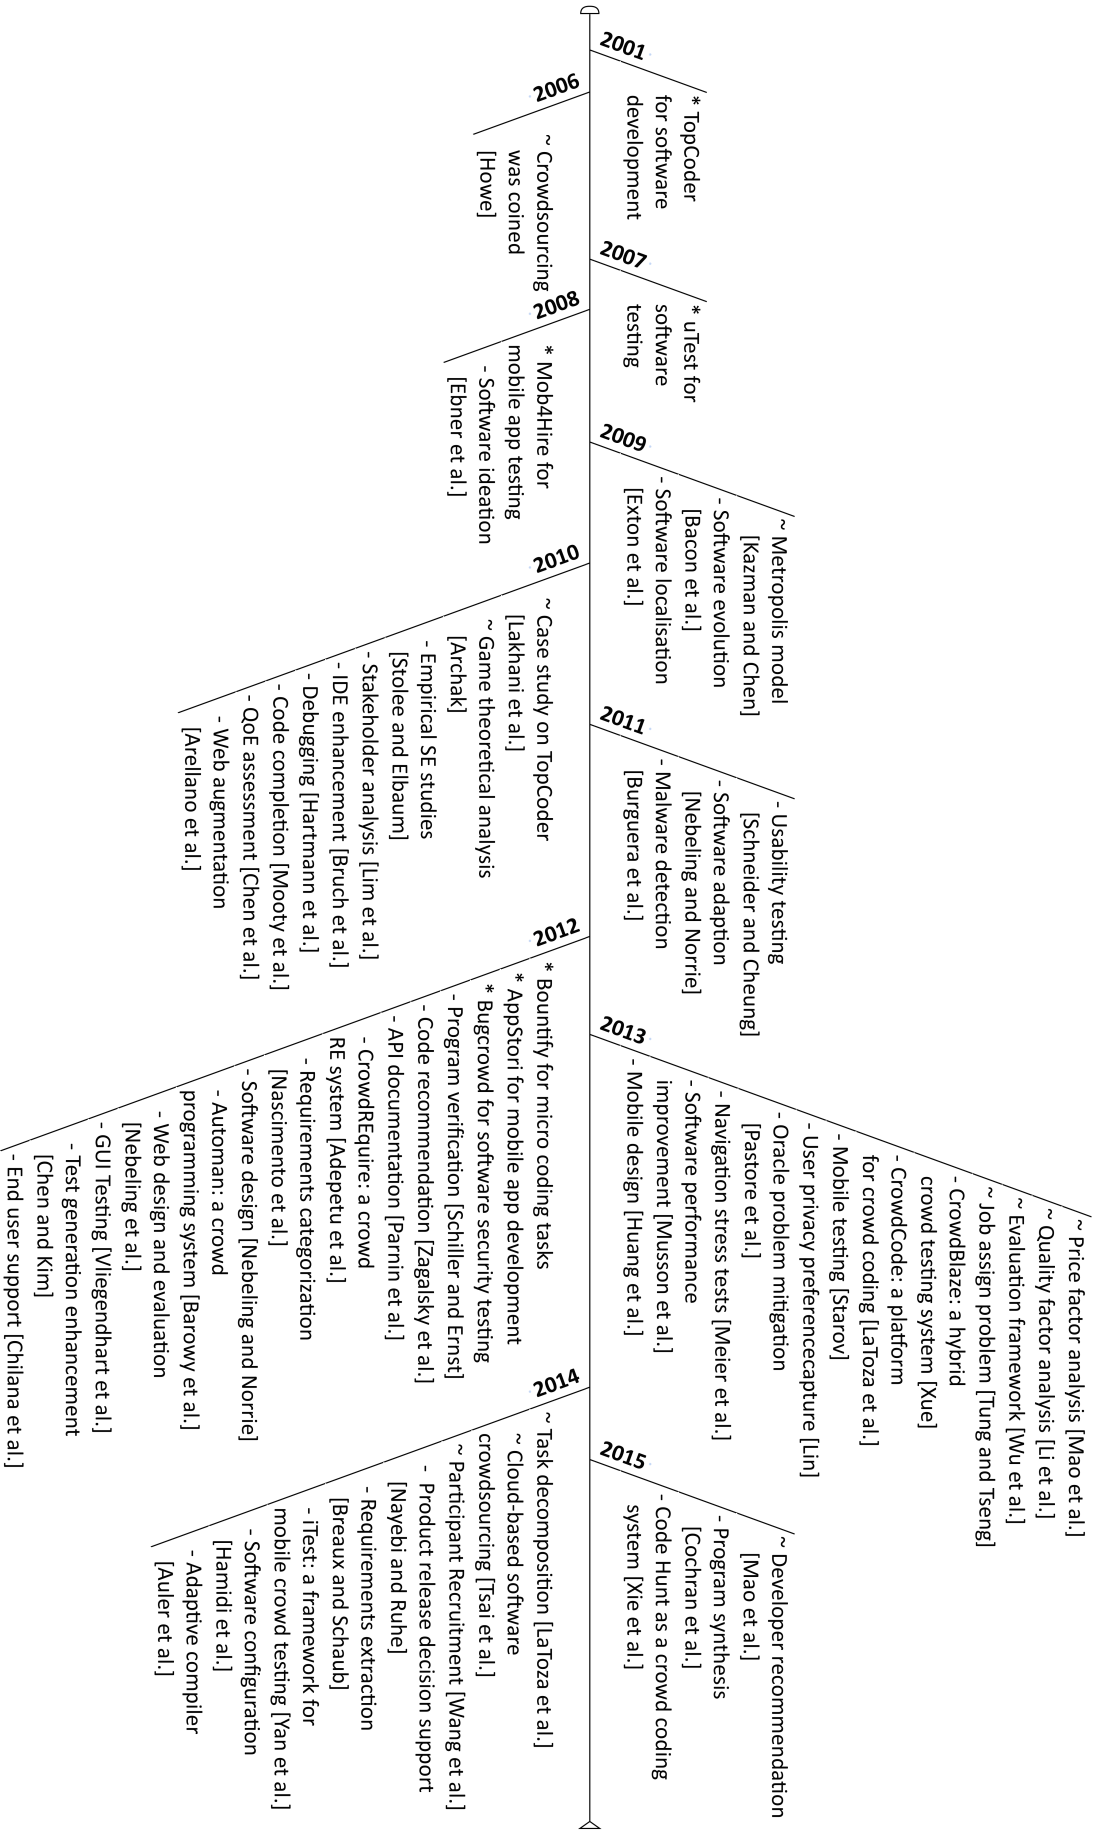 2001
* TopCoder
for software
development
2006
~ Crowdsourcing
was coined
[Howe]
2007
* uTest for
software
testing
2008
* Mob4Hire for
mobile app testing
- Software ideation
[Ebner et al.]
2009
~ Metropolis model
[Kazman and Chen]
- Software evolution
[Bacon et al.]
- Software localisation
[Exton et al.]
2010
~ Case study on TopCoder
[Lakhani et al.]
~ Game theoretical analysis
[Archak]
- Empirical SE studies
[Stolee and Elbaum]
- Stakeholder analysis [Lim et al.]
- IDE enhancement [Bruch et al.]
- Debugging [Hartmann et al.]
- Code completion [Mooty et al.]
- QoE assessment [Chen et al.]
- Web augmentation
[Arellano et al.]
2011
- Usability testing
[Schneider and Cheung]
- Software adaption
[Nebeling and Norrie]
- Malware detection
[Burguera et al.]
2012
* Bountify for micro coding tasks
* AppStori for mobile app development
* Bugcrowd for software security testing
- Program verification [Schiller and Ernst]
- Code recommendation [Zagalsky et al.]
- API documentation [Parnin et al.]
- CrowdREquire: a crowd
RE system [Adepetu et al.]
- Requirements categorization
[Nascimento et al.]
- Software design [Nebeling and Norrie]
- Automan: a crowd
programming system [Barowy et al.]
- Web design and evaluation
[Nebeling et al.]
- GUI Testing [Vliegendhart et al.]
- Test generation enhancement
[Chen and Kim]
- End user support [Chilana et al.]
2013
~ Price factor analysis [Mao et al.]
~ Quality factor analysis [Li et al.]
~ Evaluation framework [Wu et al.]
~ Job assign problem [Tung and Tseng]
- CrowdBlaze: a hybrid
crowd testing system [Xue]
- CrowdCode: a platform
for crowd coding [LaToza et al.]
- Mobile testing [Starov]
- User privacy preferencecapture [Lin]
- Oracle problem mitigation
[Pastore et al.]
- Navigation stress tests [Meier et al.]
- Software performance
improvement [Musson et al.]
- Mobile design [Huang et al.]
2014
~ Task decomposition [LaToza et al.]
~ Cloud-based software
crowdsourcing [Tsai et al.]
~ Participant Recruitment [Wang et al.]
- Product release decision support
[Nayebi and Ruhe]
- Requirements extraction
[Breaux and Schaub]
- iTest: a framework for
mobile crowd testing [Yan et al.]
- Software configuration
[Hamidi et al.]
- Adaptive compiler
[Auler et al.]
2015
~ Developer recommendation
[Mao et al.]
- Program synthesis
[Cochran et al.]
- Code Hunt as a crowd coding
system [Xie et al.]